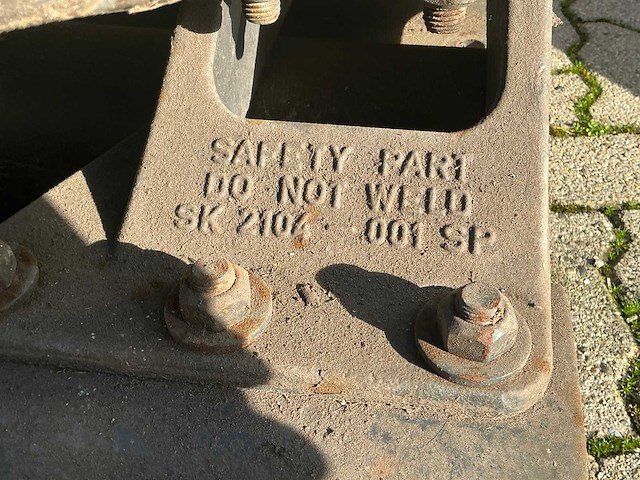 SAFETY PART
DO NOT WELD
SK 2104 001 SP